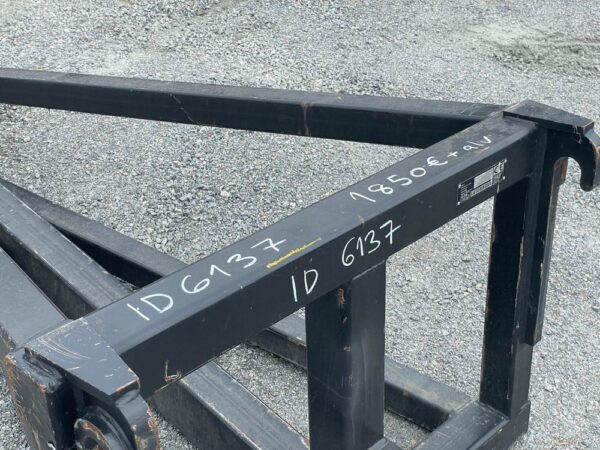 ID 6137 1850€ + alv
ID 6137